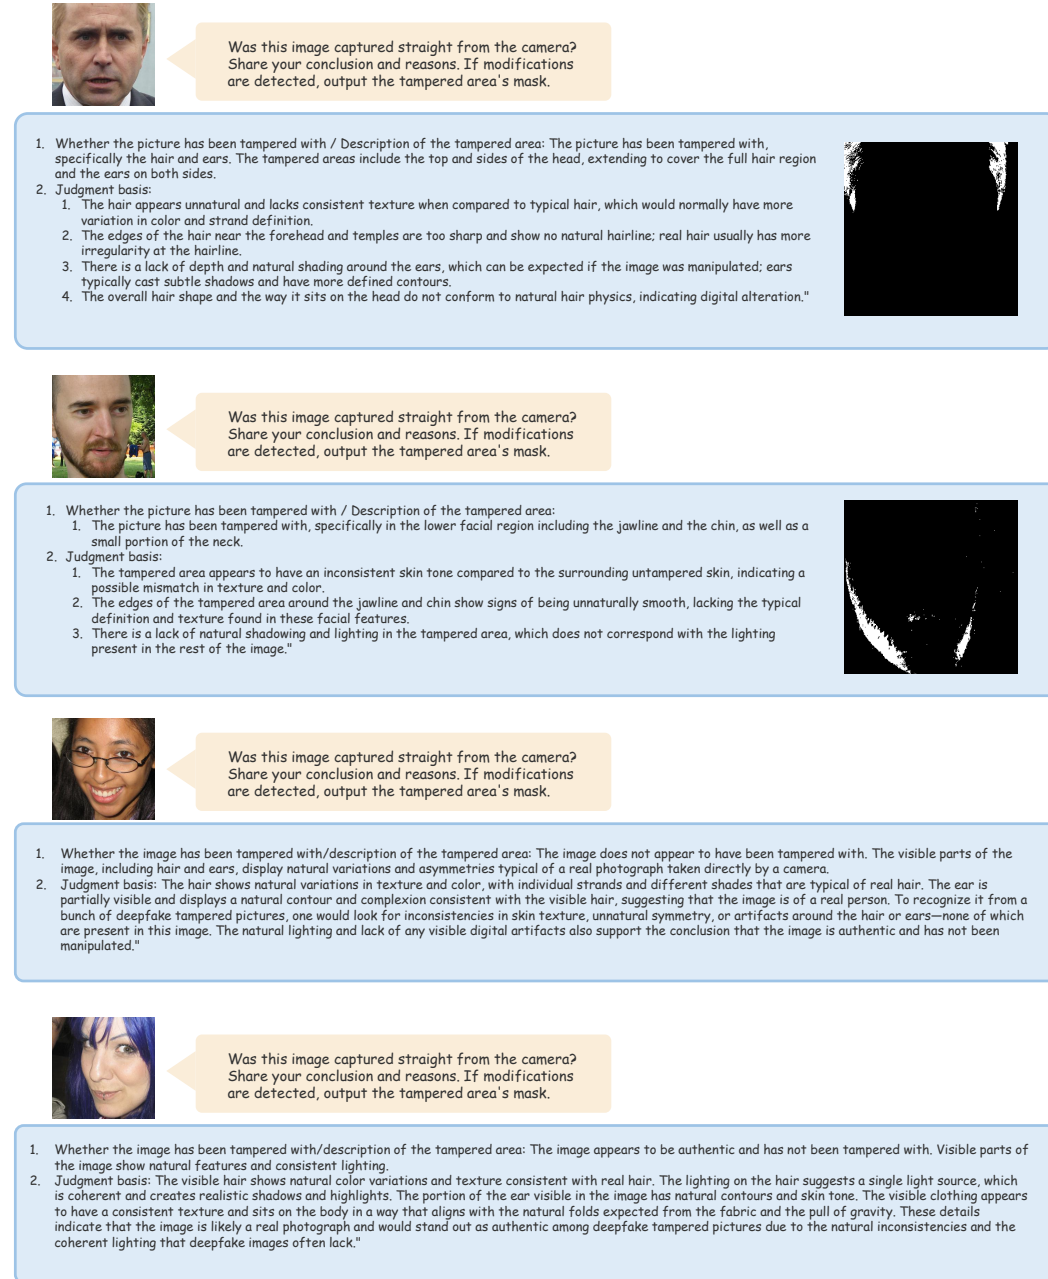 Was this image captured straight from the camera?
Share your conclusion and reasons. If modifications
are detected, output the tampered area's mask.
1. Whether the picture has been tampered with / Description of the tampered area: The picture has been tampered with,
specifically the hair and ears. The tampered areas include the top and sides of the head, extending to cover the full hair region
and the ears on both sides.
2. Judgment basis:
1. The hair appears unnatural and lacks consistent texture when compared to typical hair, which would normally have more
variation in color and strand definition.
2. The edges of the hair near the forehead and temples are too sharp and show no natural hairline; real hair usually has more
irregularity at the hairline.
3. There is a lack of depth and natural shading around the ears, which can be expected if the image was manipulated; ears
typically cast subtle shadows and have more defined contours.
4. The overall hair shape and the way it sits on the head do not conform to natural hair physics, indicating digital alteration."
Was this image captured straight from the camera?
Share your conclusion and reasons. If modifications
are detected, output the tampered area's mask.
1. Whether the picture has been tampered with / Description of the tampered area:
1. The picture has been tampered with, specifically in the lower facial region including the jawline and the chin, as well as a
small portion of the neck.
2. Judgment basis:
1. The tampered area appears to have an inconsistent skin tone compared to the surrounding untampered skin, indicating a
possible mismatch in texture and color.
2. The edges of the tampered area around the jawline and chin show signs of being unnaturally smooth, lacking the typical
definition and texture found in these facial features.
3. There is a lack of natural shadowing and lighting in the tampered area, which does not correspond with the lighting
present in the rest of the image."
Was this image captured straight from the camera?
Share your conclusion and reasons. If modifications
are detected, output the tampered area's mask.
1. Whether the image has been tampered with/description of the tampered area: The image does not appear to have been tampered with. The visible parts of the
image, including hair and ears, display natural variations and asymmetries typical of a real photograph taken directly by a camera.
2. Judgment basis: The hair shows natural variations in texture and color, with individual strands and different shades that are typical of real hair. The ear is
partially visible and displays a natural contour and complexion consistent with the visible hair, suggesting that the image is of a real person. To recognize it from a
bunch of deepfake tampered pictures, one would look for inconsistencies in skin texture, unnatural symmetry, or artifacts around the hair or ears—none of which
are present in this image. The natural lighting and lack of any visible digital artifacts also support the conclusion that the image is authentic and has not been
manipulated."
Was this image captured straight from the camera?
Share your conclusion and reasons. If modifications
are detected, output the tampered area's mask.
1. Whether the image has been tampered with/description of the tampered area: The image appears to be authentic and has not been tampered with. Visible parts of
the image show natural features and consistent lighting.
2. Judgment basis: The visible hair shows natural color variations and texture consistent with real hair. The lighting on the hair suggests a single light source, which
is coherent and creates realistic shadows and highlights. The portion of the ear visible in the image has natural contours and skin tone. The visible clothing appears
to have a consistent texture and sits on the body in a way that aligns with the natural folds expected from the fabric and the pull of gravity. These details
indicate that the image is likely a real photograph and would stand out as authentic among deepfake tampered pictures due to the natural inconsistencies and the
coherent lighting that deepfake images often lack."